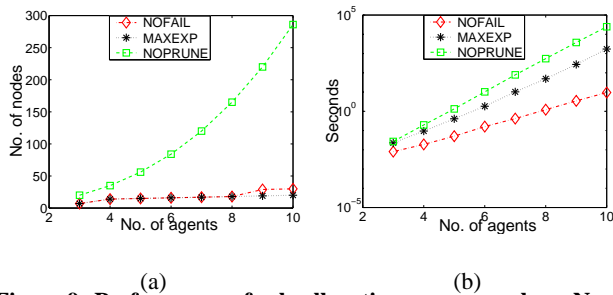 NOFAIL
MAXEXP
NOPRUNE
300
250
200
150
100
50
0
2 4 6 8 10
No. of nodes
No. of agents
NOFAIL
MAXEXP
NOPRUNE
10^5
10^0
10^−5
2 4 6 8 10
Seconds
No. of agents
(a) (b)